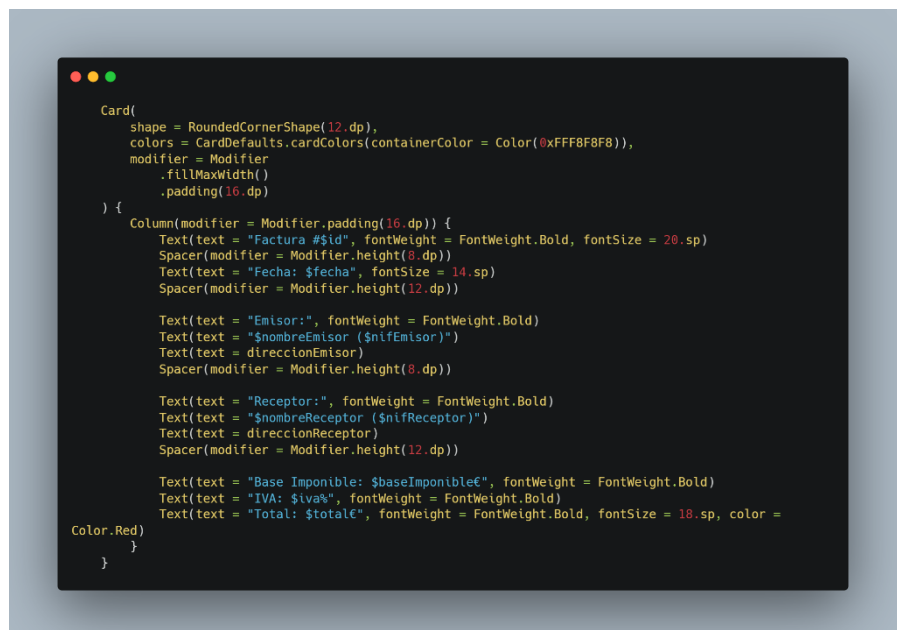 Card(
shape = RoundedCornerShape(12.dp),
colors = CardDefaults.cardColors(containerColor = Color(0xFFF8F8F8)),
modifier = Modifier
.fillMaxWidth()
.padding(16.dp)
) {
Column(modifier = Modifier.padding(16.dp)) {
Text(text = "Factura #$id", fontWeight = FontWeight.Bold, fontSize = 20.sp)
Spacer(modifier = Modifier.height(8.dp))
Text(text = "Fecha: $fecha", fontSize = 14.sp)
Spacer(modifier = Modifier.height(12.dp))
Text(text = "Emisor:", fontWeight = FontWeight.Bold)
Text(text = "$nombreEmisor ($nifEmisor)")
Text(text = direccionEmisor)
Spacer(modifier = Modifier.height(8.dp))
Text(text = "Receptor:", fontWeight = FontWeight.Bold)
Text(text = "$nombreReceptor ($nifReceptor)")
Text(text = direccionReceptor)
Spacer(modifier = Modifier.height(12.dp))
Text(text = "Base Imponible: $baseImponible€", fontWeight = FontWeight.Bold)
Text(text = "IVA: $iva%", fontWeight = FontWeight.Bold)
Text(text = "Total: $total€", fontWeight = FontWeight.Bold, fontSize = 18.sp, color =
Color.Red)
}
}